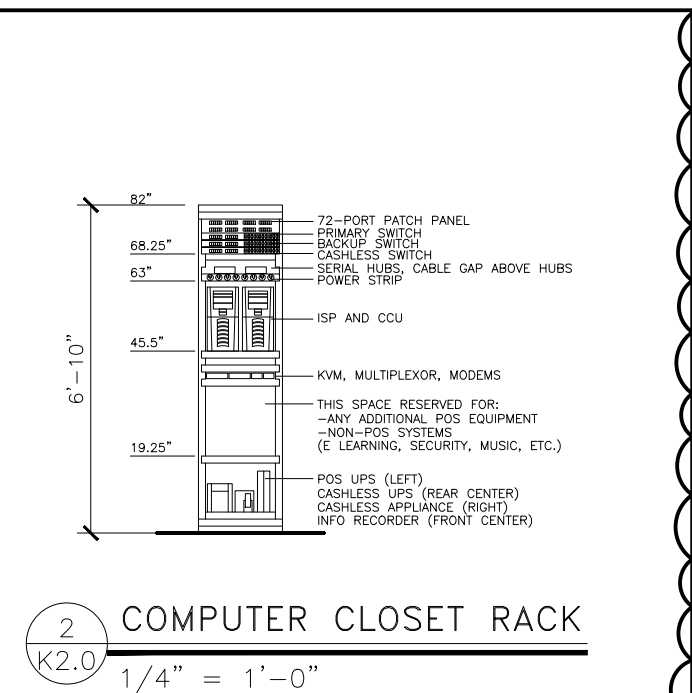 82"
72-PORT PATCH PANEL
PRIMARY SWITCH
BACKUP SWITCH
68.25"
CASHLESS SWITCH
SERIAL HUBS, CABLE GAP ABOVE HUBS
63"
POWER STRIP
ISP AND CCU
45.5"
6'-10"
KVM, MULTIPLEXOR, MODEMS
THIS SPACE RESERVED FOR:
-ANY ADDITIONAL POS EQUIPMENT
-NON-POS SYSTEMS
(E LEARNING, SECURITY, MUSIC, ETC.)
19.25"
POS UPS (LEFT)
CASHLESS UPS (REAR CENTER)
CASHLESS APPLIANCE (RIGHT)
INFO RECORDER (FRONT CENTER)
2
COMPUTER CLOSET RACK
K2.0
1/4" = 1'-0"